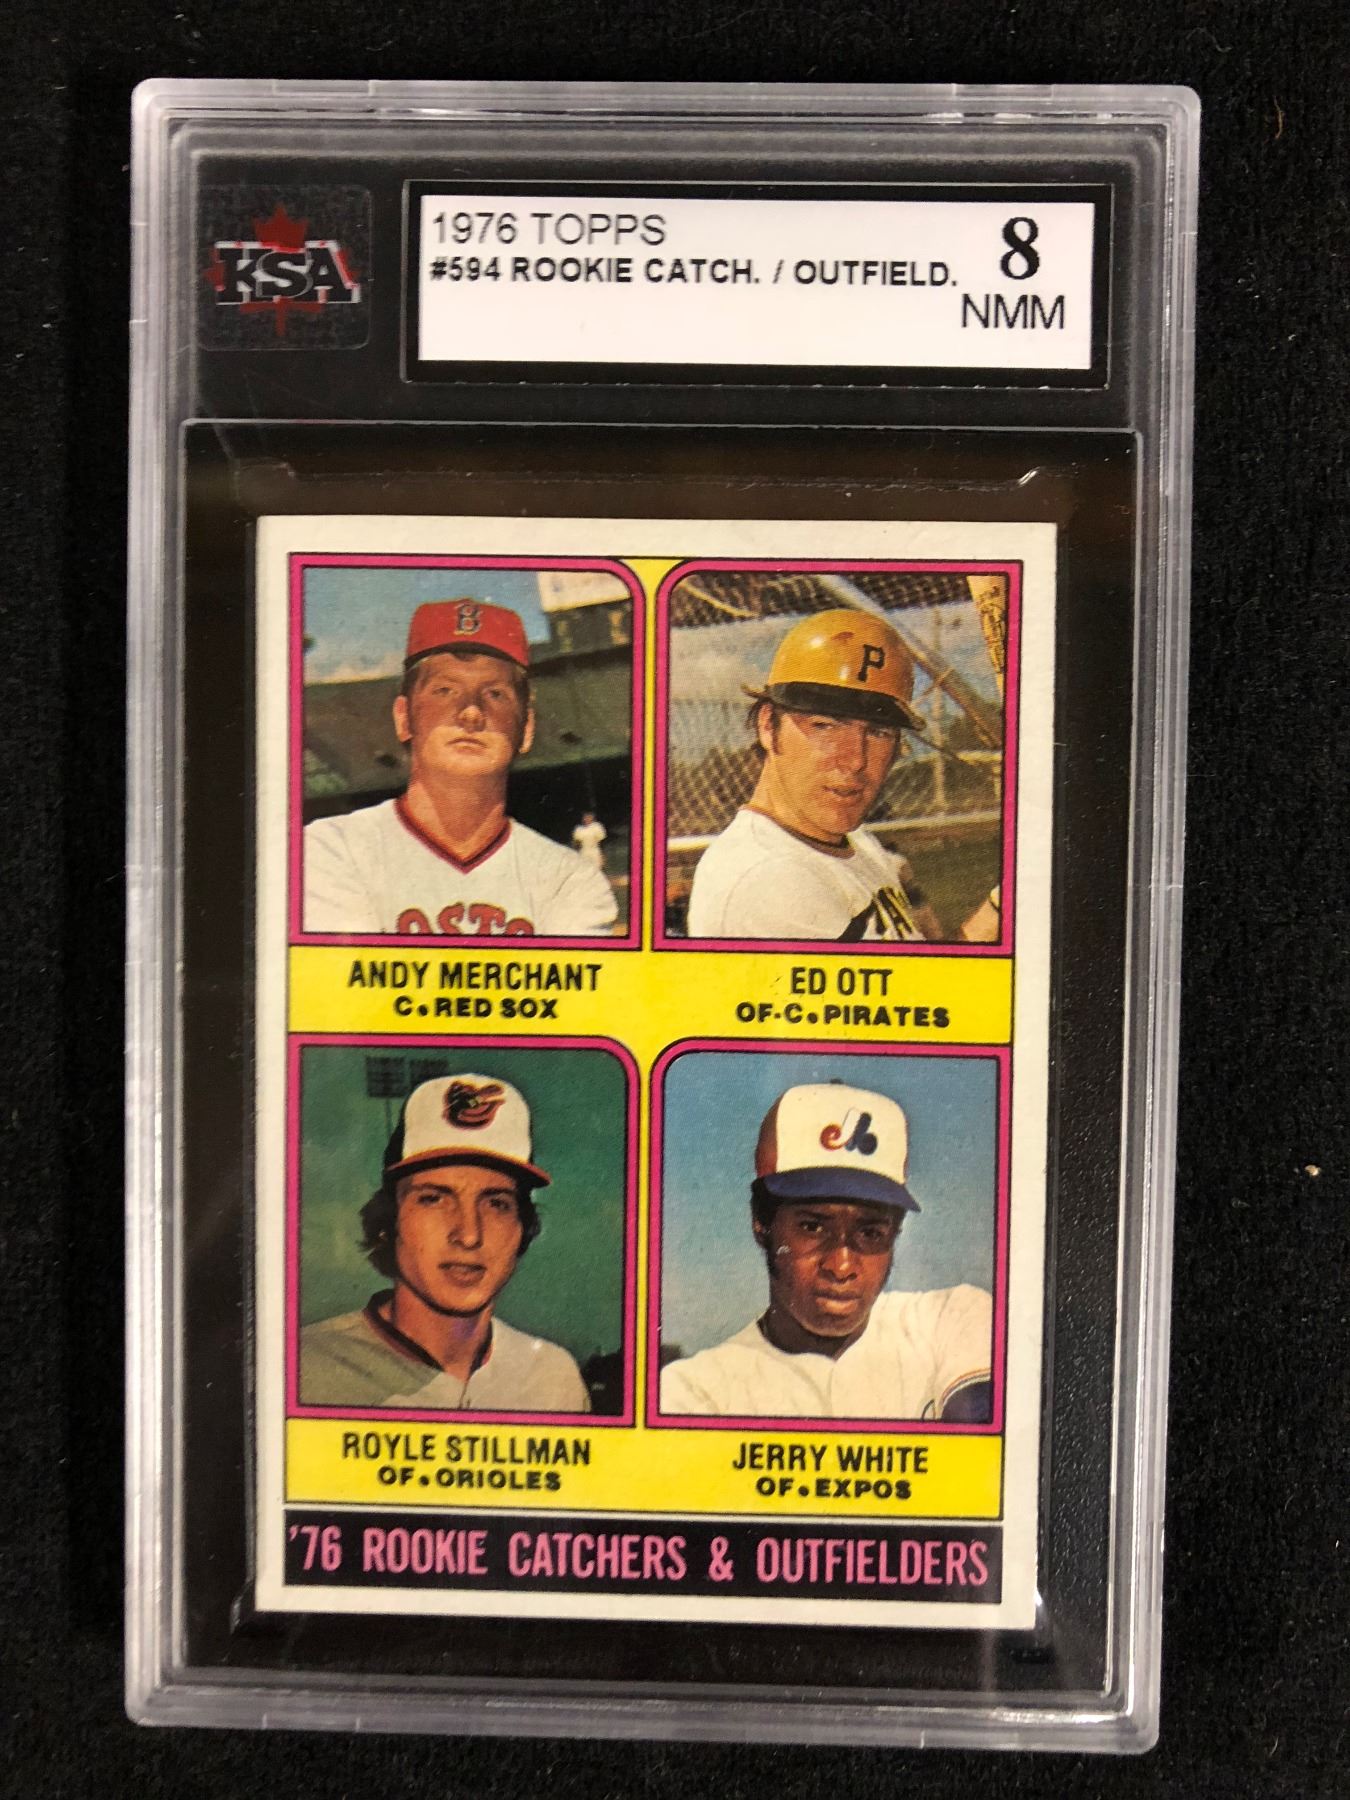 KSA
1976 TOPPS
#594 ROOKIE CATCH. / OUTFIELD.
8
NMM
B
OSTO
P
ANDY MERCHANT
C.RED SOX
ED OTT
OF-C.PIRATES
ROYLE STILLMAN
OF.ORIOLES
JERRY WHITE
OF.EXPOS
'76 ROOKIE CATCHERS & OUTFIELDERS